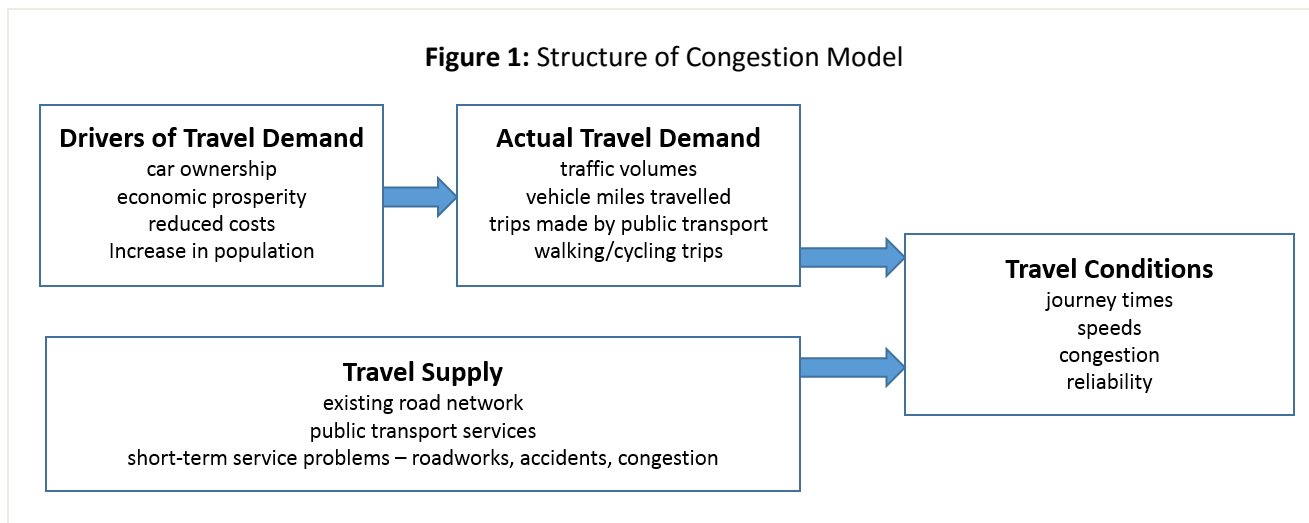 Figure 1: Structure of Congestion Model
Drivers of Travel Demand
car ownership
economic prosperity
reduced costs
Increase in population
Actual Travel Demand
traffic volumes
vehicle miles travelled
trips made by public transport
walking/cycling trips
Travel Supply
existing road network
public transport services
short-term service problems – roadworks, accidents, congestion
Travel Conditions
journey times
speeds
congestion
reliability